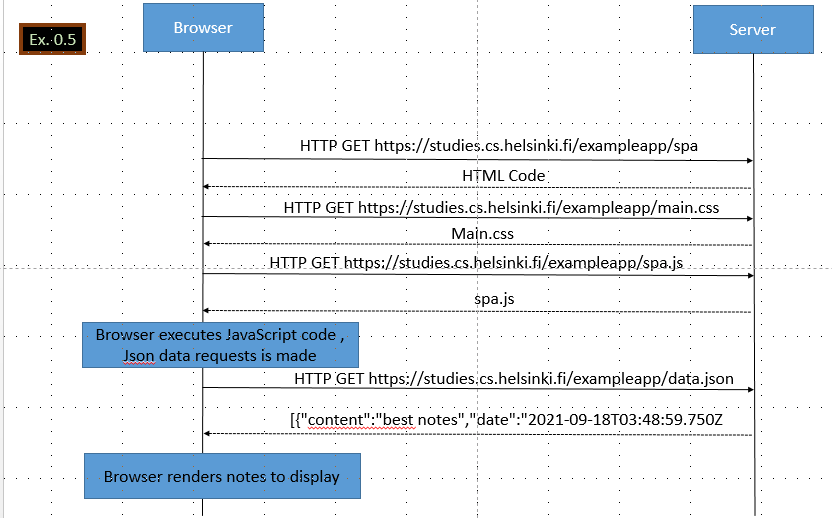 Browser
Server
Ex. 0.5
HTTP GET https://studies.cs.helsinki.fi/exampleapp/spa
HTML Code
HTTP GET https://studies.cs.helsinki.fi/exampleapp/main.css
Main.css
HTTP GET https://studies.cs.helsinki.fi/exampleapp/spa.js
spa.js
Browser executes JavaScript code ,
Json data requests is made
HTTP GET https://studies.cs.helsinki.fi/exampleapp/data.json
[{"content":"best notes","date":"2021-09-18T03:48:59.750Z
Browser renders notes to display